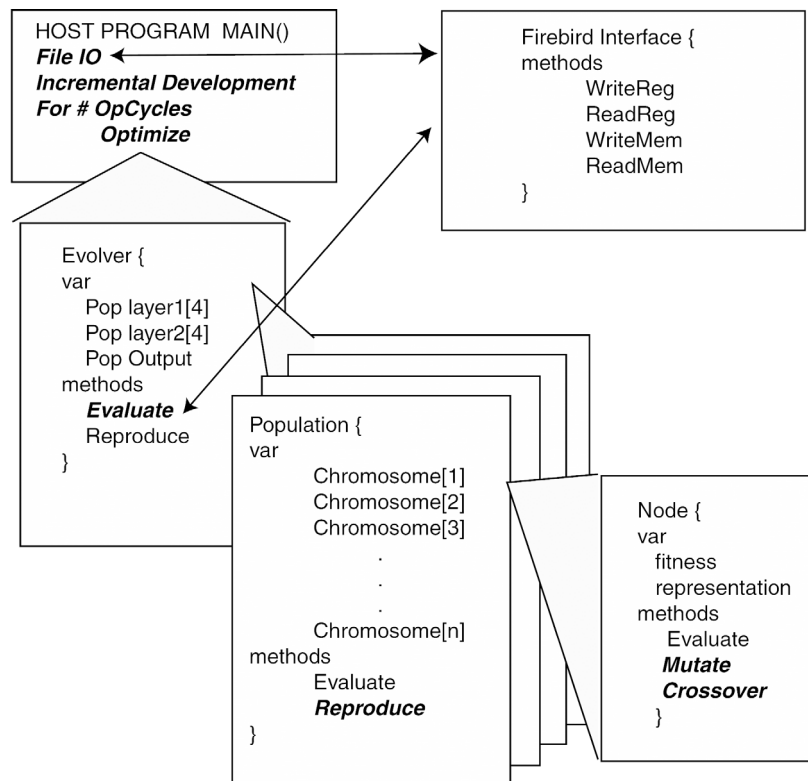 HOST PROGRAM MAIN()
File IO
Incremental Development
For # OpCycles
Optimize
Firebird Interface {
methods
WriteReg
ReadReg
WriteMem
ReadMem
}
Evolver {
var
Pop layer1[4]
Pop layer2[4]
Pop Output
methods
Evaluate
Reproduce
}
Population {
var
Chromosome[1]
Chromosome[2]
Chromosome[3]
.
.
.
Chromosome[n]
methods
Evaluate
Reproduce
}
Node {
var
fitness
representation
methods
Evaluate
Mutate
Crossover
}